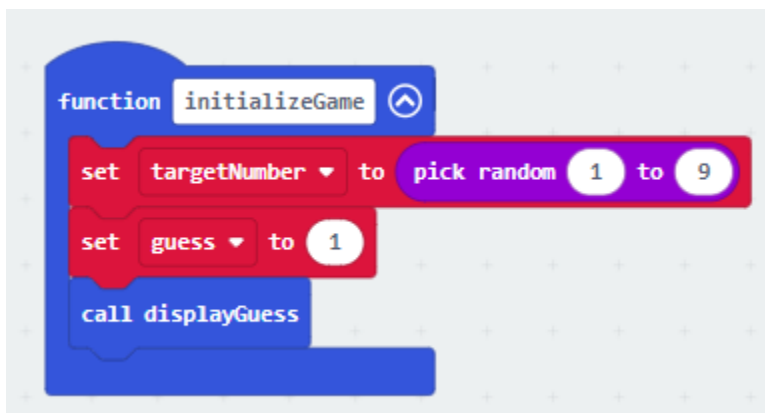 function initializeGame
set targetNumber to pick random 1 to 9
set guess to 1
call displayGuess